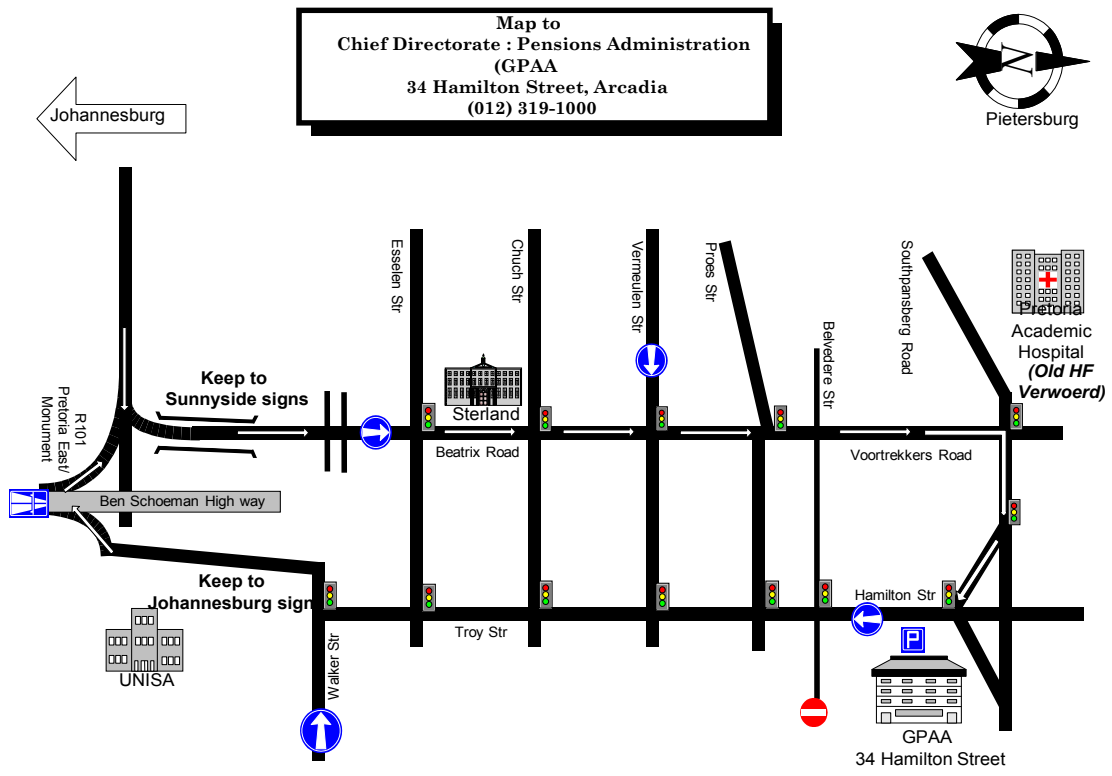 Map to
Chief Directorate : Pensions Administration
(GPAA
34 Hamilton Street, Arcadia
(012) 319-1000
N
Johannesburg
Pietersburg
Esselen Str
Chuch Str
Vermeulen Str
Proes Str
Belvedere Str
Southpansberg Road
Pretoria
Academic
Hospital
(Old HF
Verwoerd)
Keep to
Sunnyside signs
Sterland
R101
Pretoria East/
Monument
Beatrix Road
Voortrekkers Road
Ben Schoeman High way
Keep to
Johannesburg sign
Hamilton Str
Troy Str
P
UNISA
Walker Str
GPAA
34 Hamilton Street